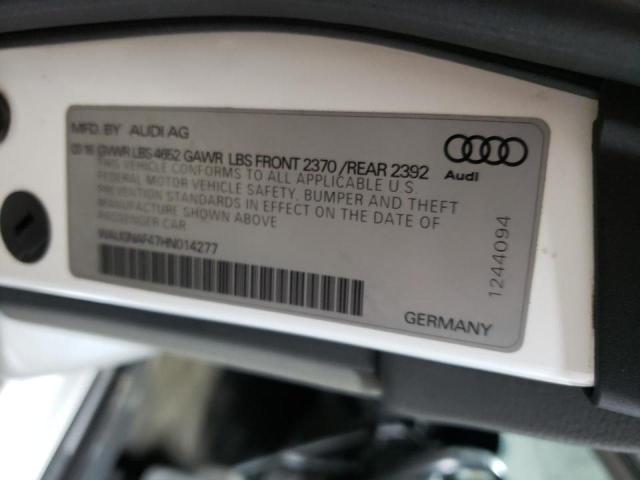 MFD. BY AUDI AG
03 16 GVWR LBS 4652 GAWR LBS FRONT 2370 /REAR 2392
THIS VEHICLE CONFORMS TO ALL APPLICABLE U.S.
FEDERAL MOTOR VEHICLE SAFETY, BUMPER AND THEFT
PREVENTION STANDARDS IN EFFECT ON THE DATE OF
MANUFACTURE SHOWN ABOVE
PASSENGER CAR
WAUGNAF47HN014277
Audi
1244094
GERMANY